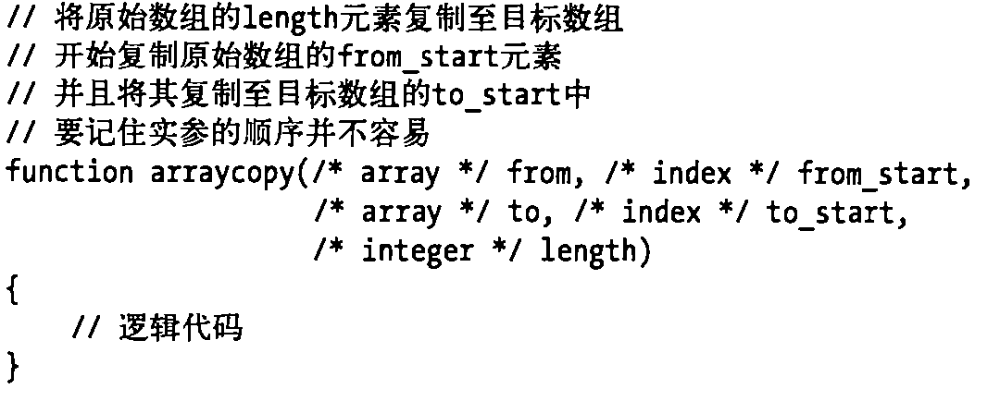 // 将原始数组的length元素复制至目标数组
// 开始复制原始数组的from_start元素
// 并且将其复制至目标数组的to_start中
// 要记住实参的顺序并不容易
function arraycopy(/* array */ from, /* index */ from_start,
/* array */ to, /* index */ to_start,
/* integer */ length)
{
// 逻辑代码
}